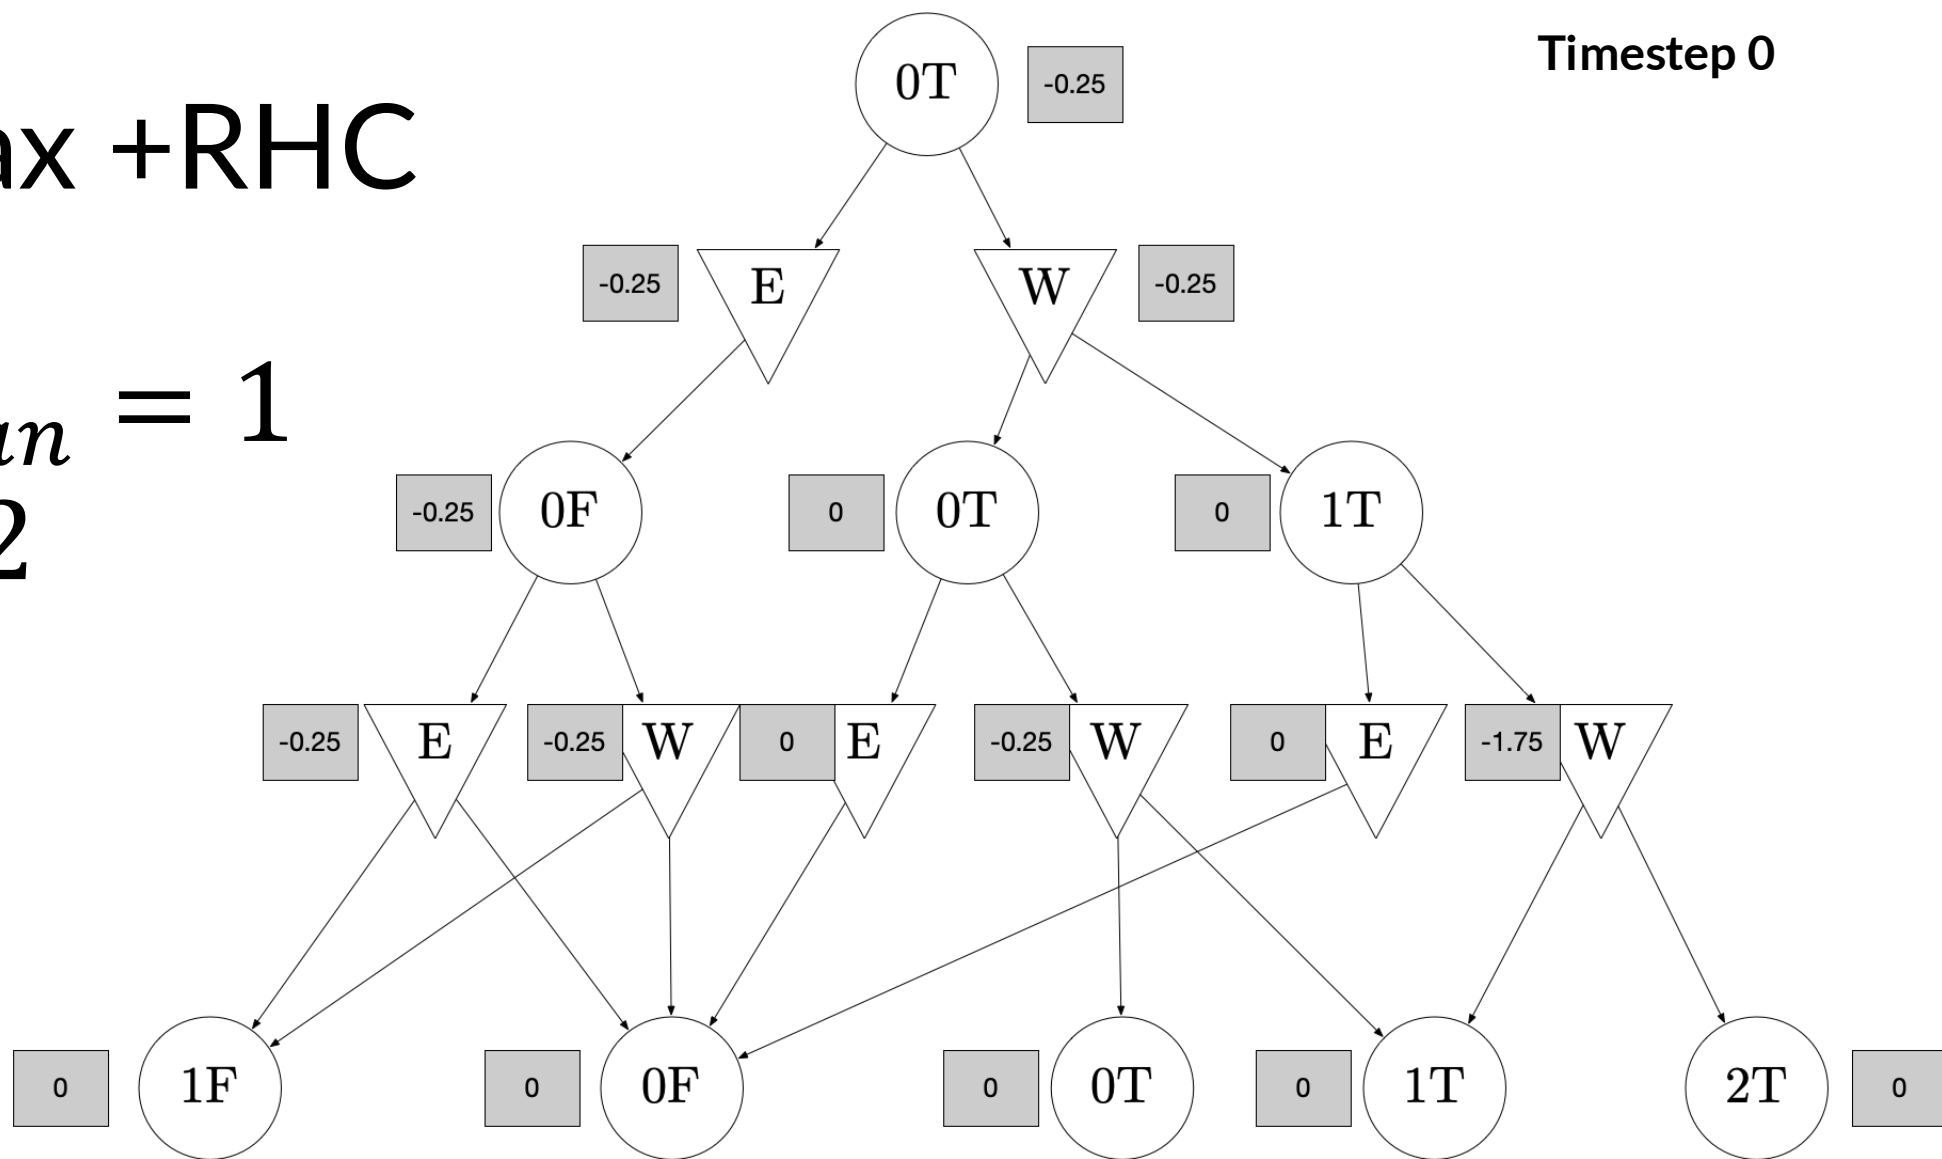 0T -0.25 Timestep 0
+RHC
-0.25 E W -0.25
= 1
-0.25 0F 0 0T 0 1T
2
-0.25 E -0.25 W 0 E -0.25 W 0 E -1.75 W
0 1F 0 0F 0 0T 0 1T 2T 0